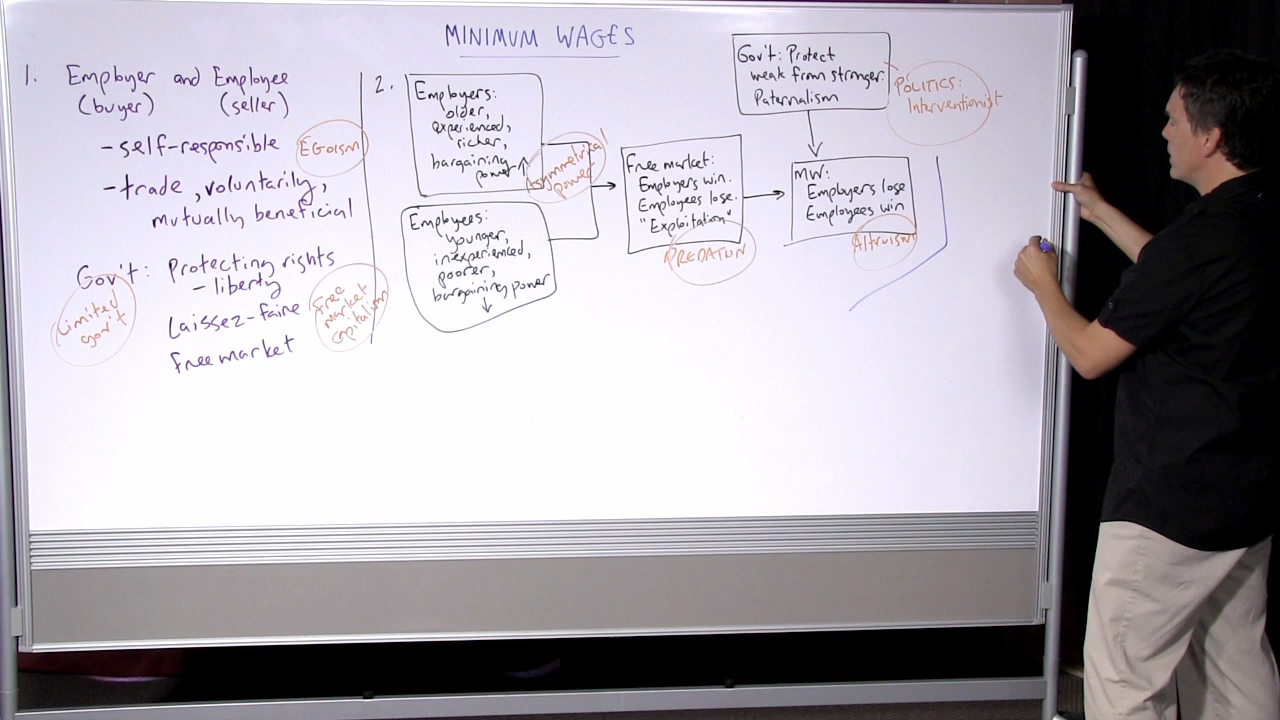 MINIMUM WAGES
1. Employer and Employee
(buyer) (seller)
- self-responsible
EGOISM
- trade, voluntarily,
mutually beneficial
Gov't: Protecting rights
- liberty
Laissez-faire
Free market
Limited
gov't
Free
market
capitalism
2.
Employers:
older,
experienced,
richer,
bargaining
power ↑
Asymmetrical
power
Employees:
younger,
inexperienced,
poorer,
bargaining power
↓
Free market:
Employers win.
Employees lose.
"Exploitation"
PREDATION
Gov't: Protect
weak from stronger.
Paternalism
POLITICS:
Interventionist
MW:
Employers lose
Employees win
Altruism